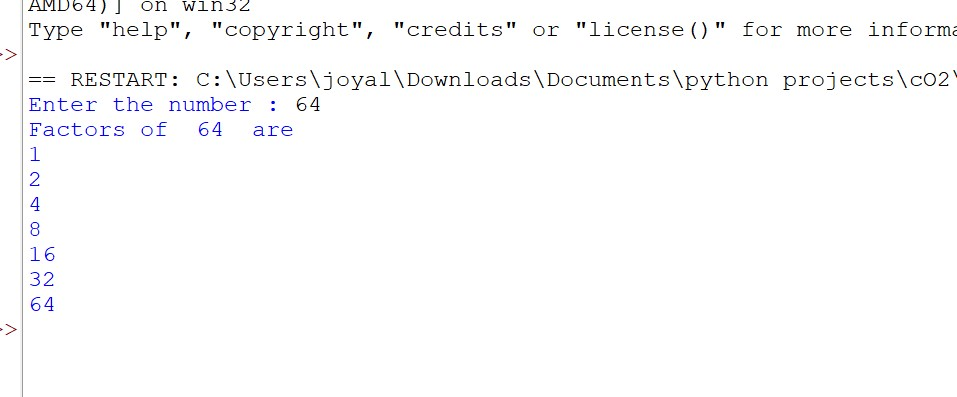 AMD64)] on win32
Type "help", "copyright", "credits" or "license()" for more
>>
== RESTART: C:\Users\joyal\Downloads\Documents\python projects\cO2\
Enter the number : 64
Factors of  64  are
1
2
4
8
16
32
64
>>